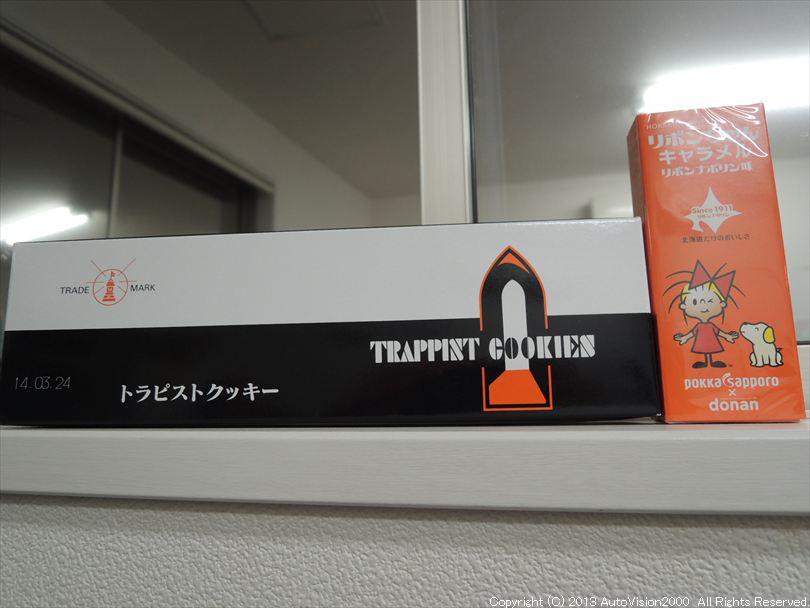 TRADE MARK
14.03.24
トラピストクッキー
TRAPPINT COOKIES
キャラメル
リボンナポリン味
Since 1911
北海道だけのおいしさ
pokka sapporo
×
donan
Copyright (C) 2013 AutoVision2000 All Rights Reserved